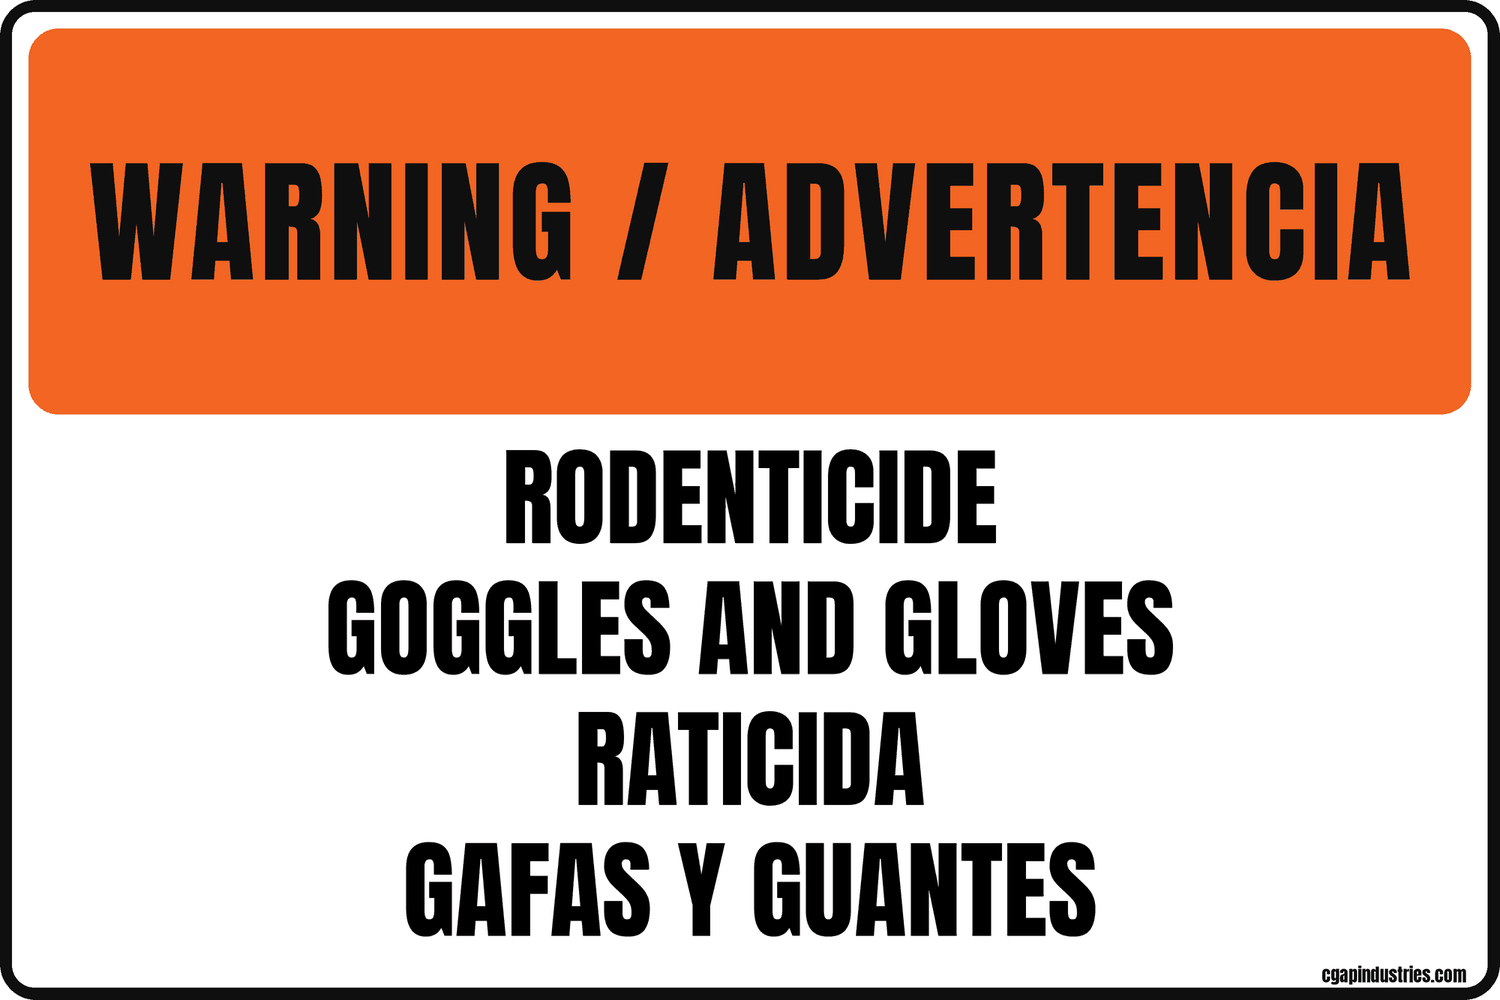 WARNING / ADVERTENCIA
RODENTICIDE
GOGGLES AND GLOVES
RATICIDA
GAFAS Y GUANTES
cgapindustries.com